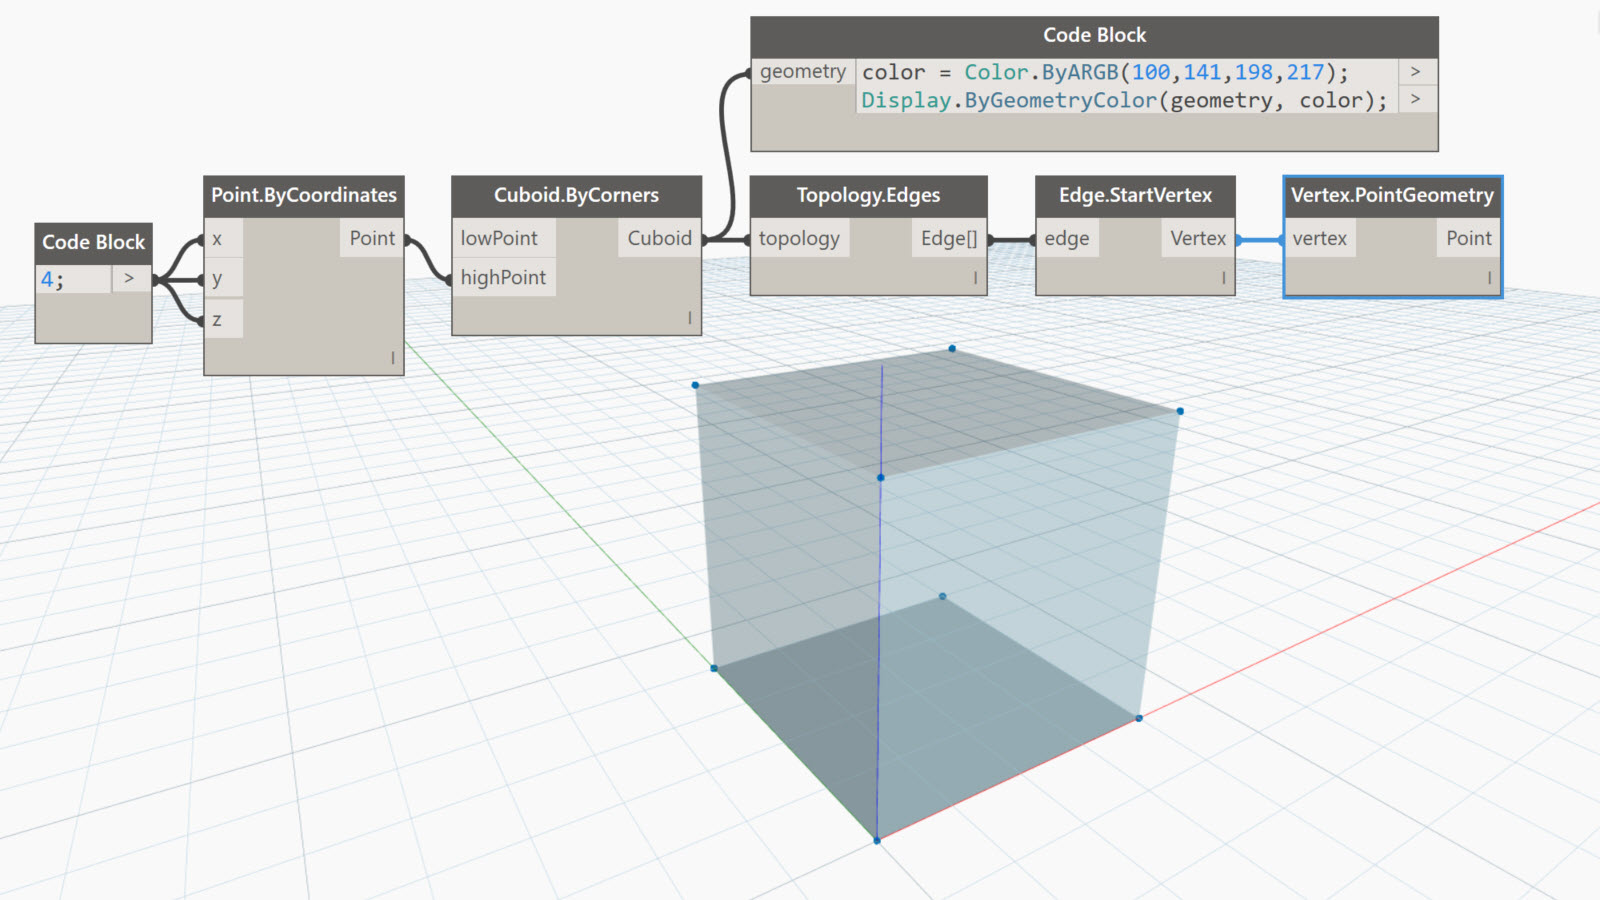 Code Block
geometry
color = Color.ByARGB(100,141,198,217); >
Display.ByGeometryColor(geometry, color); >
Code Block
4; >
Point.ByCoordinates
x Point
y
z
l
Cuboid.ByCorners
lowPoint Cuboid
highPoint
l
Topology.Edges
topology Edge[]
l
Edge.StartVertex
edge Vertex
l
Vertex.PointGeometry
vertex Point
l